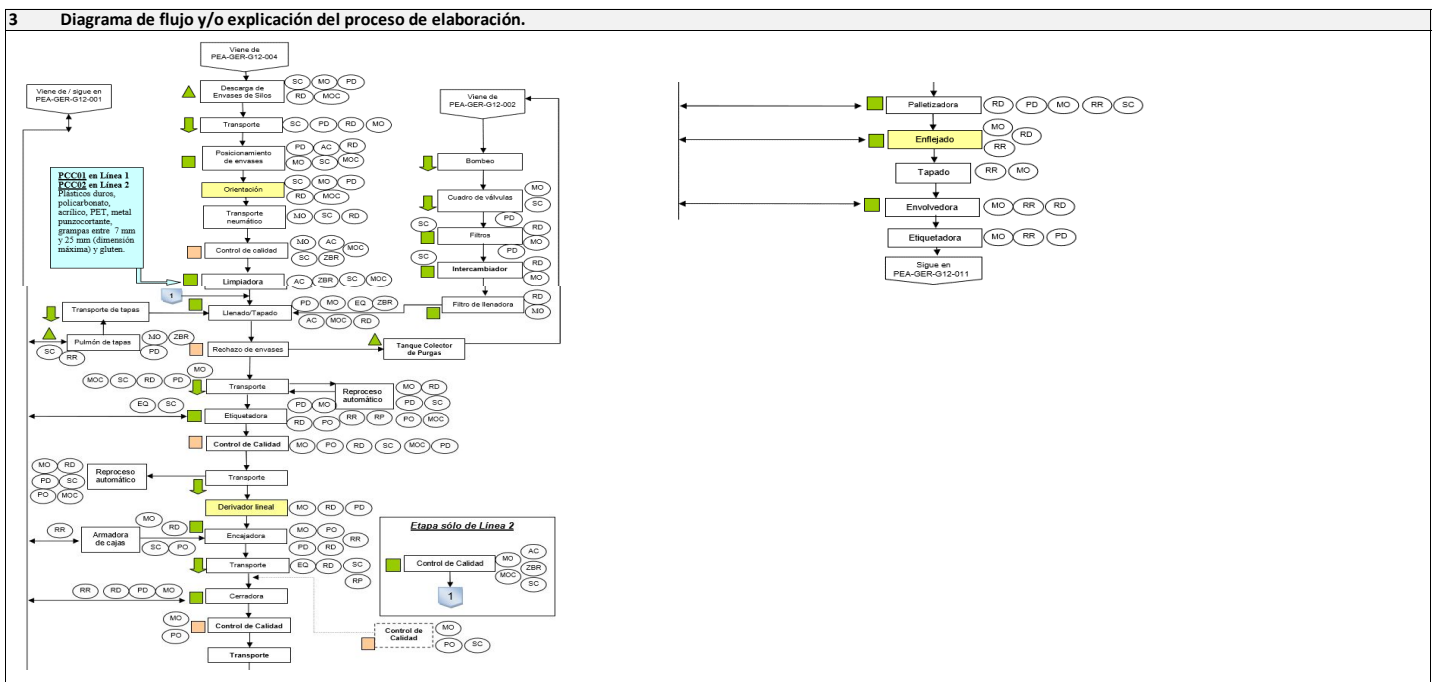 3 Diagrama de flujo y/o explicación del proceso de elaboración.
Viene de
PEA-GER-G12-004
Viene de / sigue en
PEA-GER-G12-001
Descarga de
Envases de Silos
SC MO PD
RD MOC
Transporte
SC PD RD MO
Posicionamiento
de envases
PD AC RD
MO SC MOC
Orientación
SC MO PD
RD MOC
Transporte
neumático
MO SC RD
Control de calidad
MO AC MOC
SC ZBR
PCC01 en Línea 1
PCC02 en Línea 2
Plásticos duros,
policarbonato,
acrílico, PET, metal
punzocortante,
grampas entre 7 mm
y 25 mm (dimensión
máxima) y gluten.
Limpiadora
AC ZBR SC MOC
1
Viene de
PEA-GER-G12-002
Bombeo
Cuadro de válvulas
MO
SC
PD
SC
Filtros
RD
MO
PD
SC
Intercambiador
RD
MO
Filtro de llenadora
RD
MO
Transporte de tapas
Llenado/Tapado
PD MO EQ ZBR
AC MOC RD
Pulmón de tapas
MO ZBR
PD
SC
RR
Rechazo de envases
Tanque Colector
de Purgas
MO
MOC SC RD PD
Transporte
Reproceso
automático
MO RD
PD SC
PO MOC
RR RP
EQ SC
Etiquetadora
PD MO
RD PO
Control de Calidad
MO PO RD SC MOC PD
MO RD
PD SC
PO MOC
Reproceso
automático
Transporte
Derivador lineal
MO RD PD
RR
Armadora
de cajas
MO
RD
SC PO
Encajadora
MO PO
PD RD
RR
Transporte
EQ RD SC
RP
RR RD PD MO
Cerradora
MO
PO
Control de Calidad
Transporte
Etapa sólo de Línea 2
Control de Calidad
MO AC
MOC ZBR
SC
1
Control de
Calidad
MO
PO SC
Palletizadora
RD PD MO RR SC
Enflejado
MO
RD
RR
Tapado
RR MO
Envolvedora
MO RR RD
Etiquetadora
MO RR PD
Sigue en
PEA-GER-G12-011